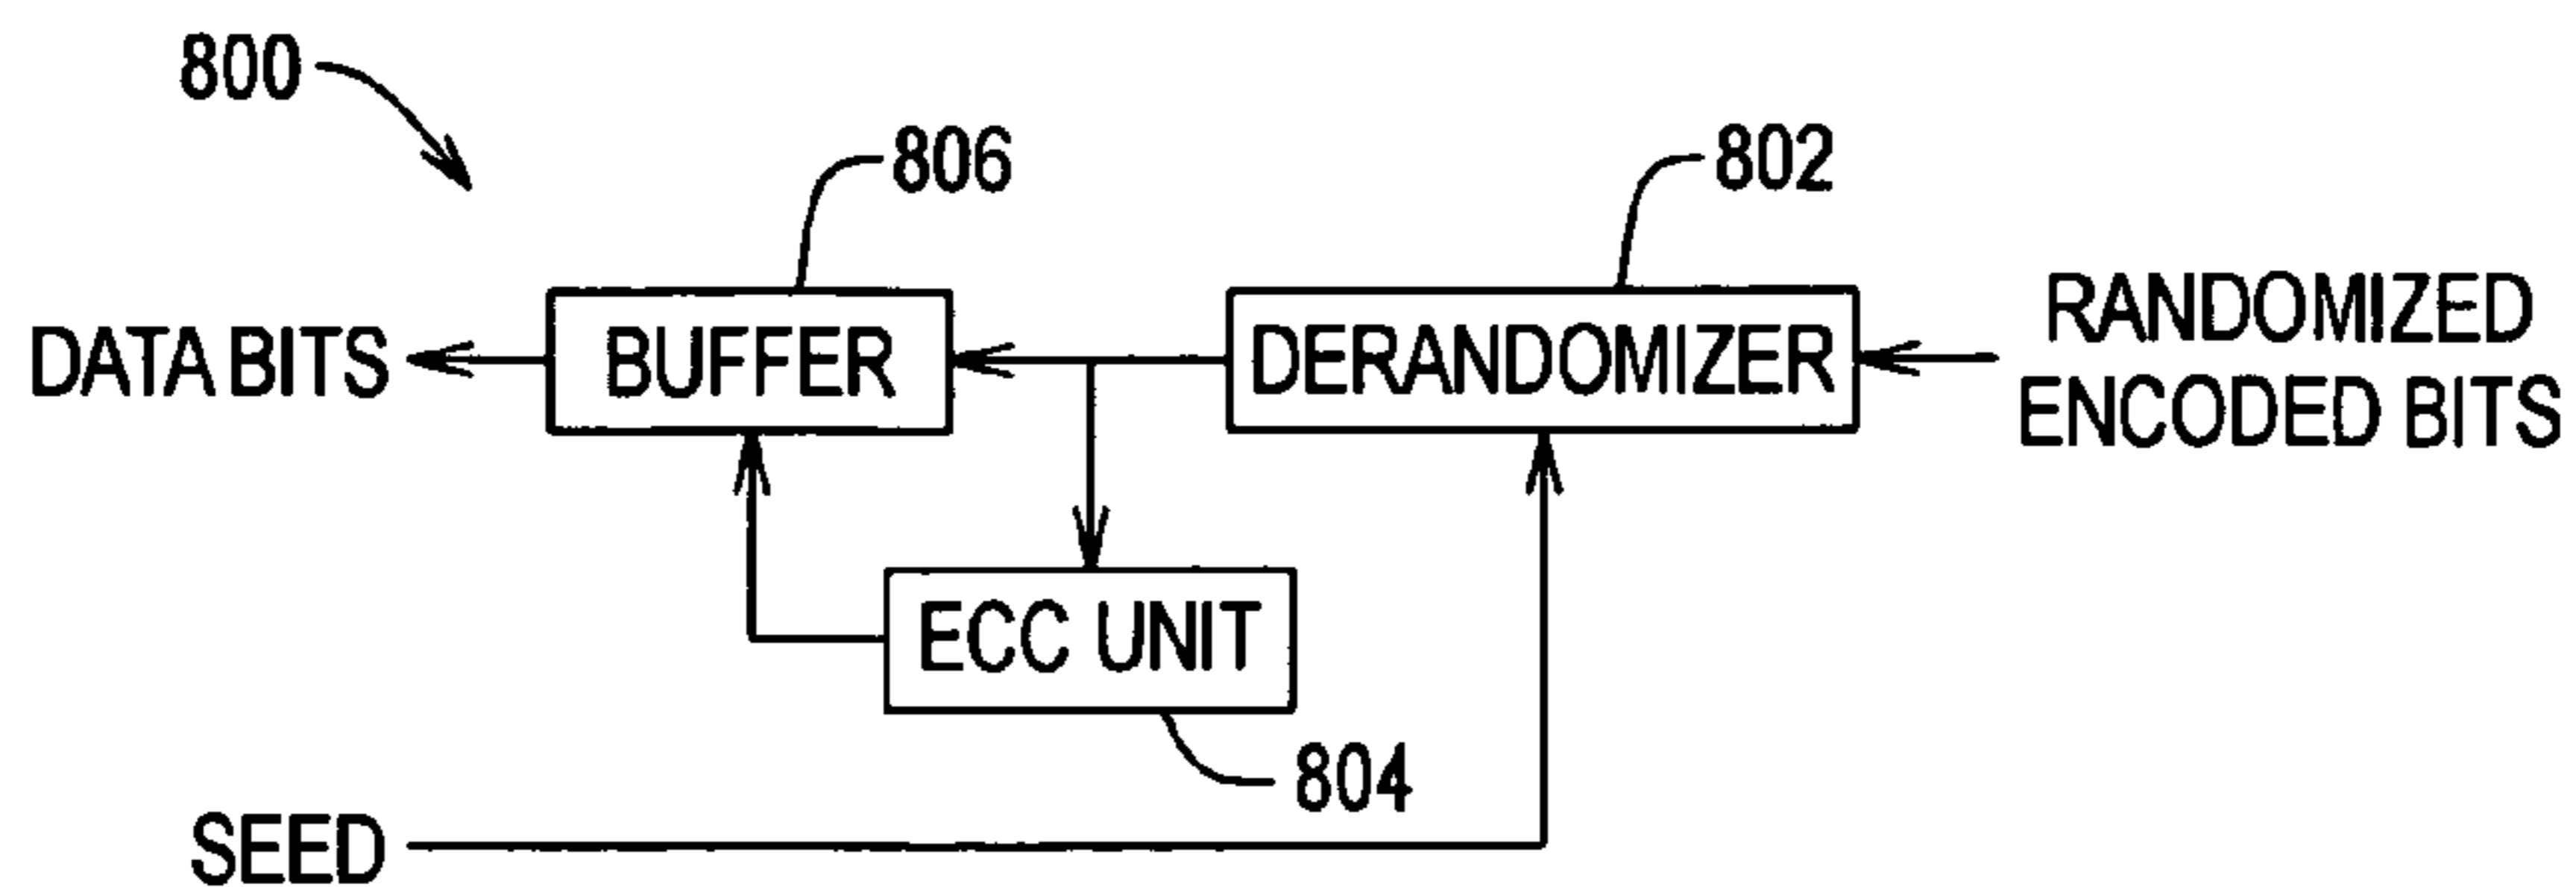 800
806
802
DATA BITS
BUFFER
DERANDOMIZER
RANDOMIZED
ENCODED BITS
ECC UNIT
804
SEED